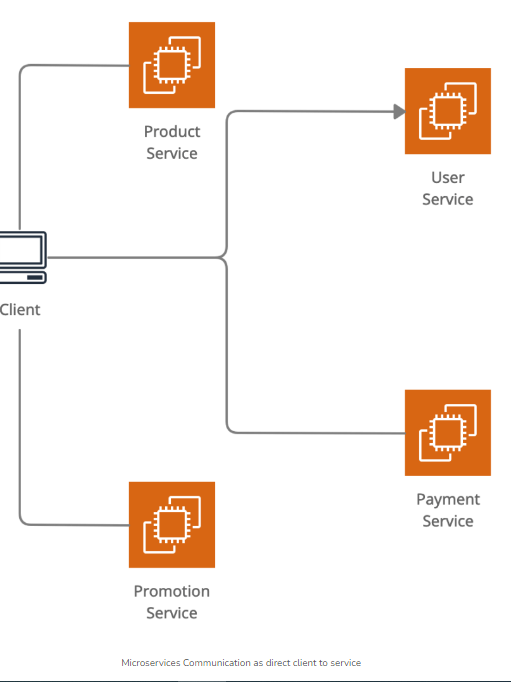 Product
Service
User
Service
Client
Payment
Service
Promotion
Service
Microservices Communication as direct client to service